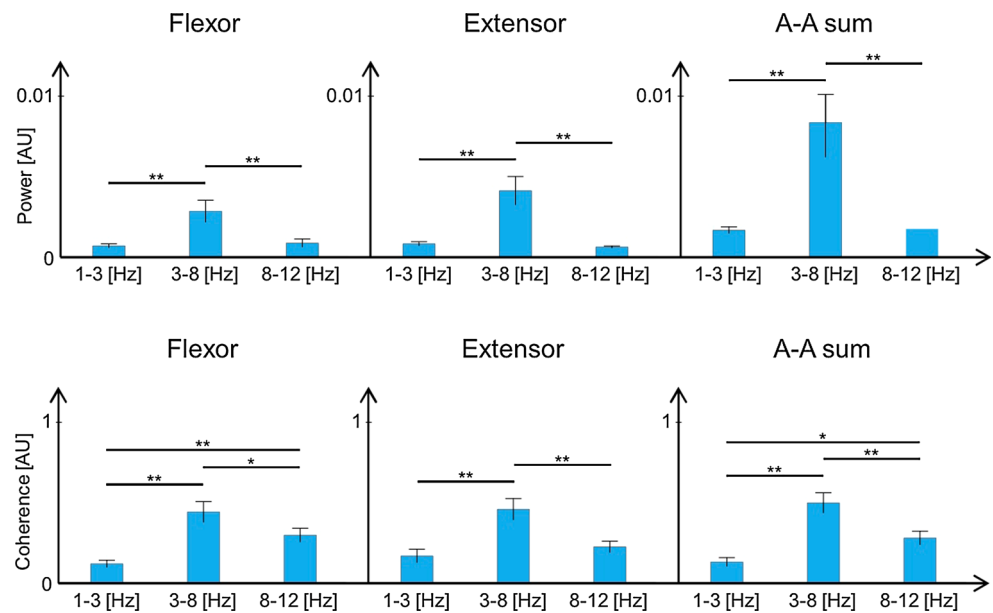 Flexor Extensor A-A sum
** **
0.01 0.01 ** ** 0.01
** **
** **
Power [AU]
0
1-3 [Hz] 3-8 [Hz] 8-12 [Hz] 1-3 [Hz] 3-8 [Hz] 8-12 [Hz] 1-3 [Hz] 3-8 [Hz] 8-12 [Hz]
Flexor Extensor A-A sum
1 1 1
** *
* ** **
** ** **
Coherence [AU]
0
1-3 [Hz] 3-8 [Hz] 8-12 [Hz] 1-3 [Hz] 3-8 [Hz] 8-12 [Hz] 1-3 [Hz] 3-8 [Hz] 8-12 [Hz]